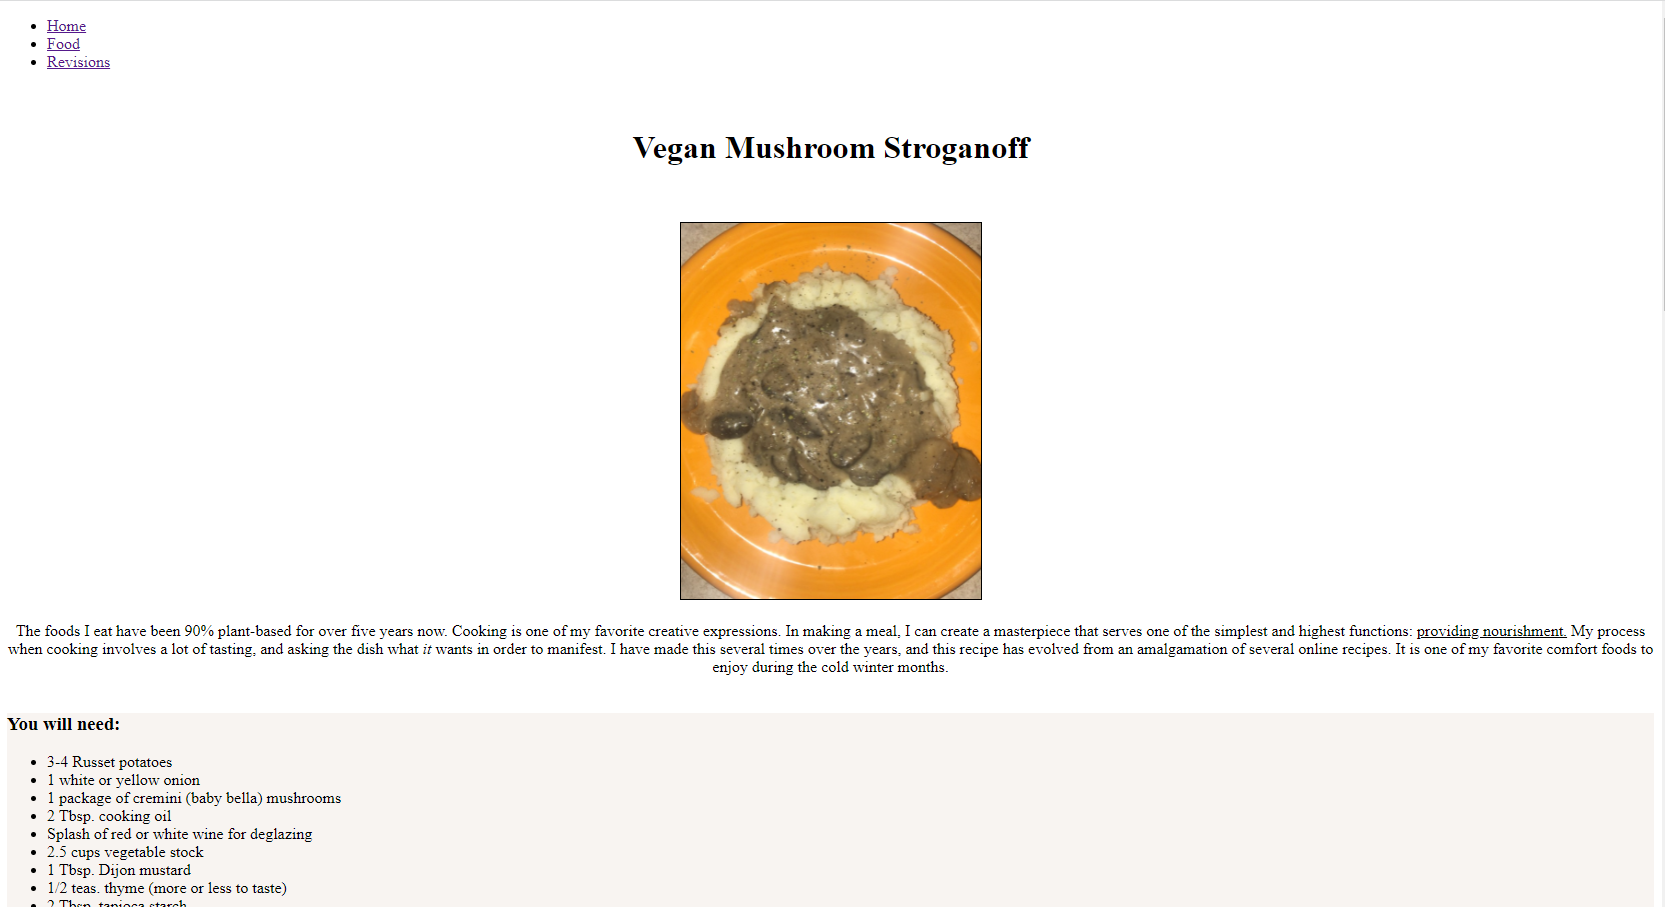 Home
Food
Revisions
Vegan Mushroom Stroganoff
The foods I eat have been 90% plant-based for over five years now. Cooking is one of my favorite creative expressions. In making a meal, I can create a masterpiece that serves one of the simplest and highest functions: providing nourishment. My process
when cooking involves a lot of tasting, and asking the dish what it wants in order to manifest. I have made this several times over the years, and this recipe has evolved from an amalgamation of several online recipes. It is one of my favorite comfort foods to
enjoy during the cold winter months.
You will need:
3-4 Russet potatoes
1 white or yellow onion
1 package of cremini (baby bella) mushrooms
2 Tbsp. cooking oil
Splash of red or white wine for deglazing
2.5 cups vegetable stock
1 Tbsp. Dijon mustard
1/2 teas. thyme (more or less to taste)
2 Tbsp. tapioca starch